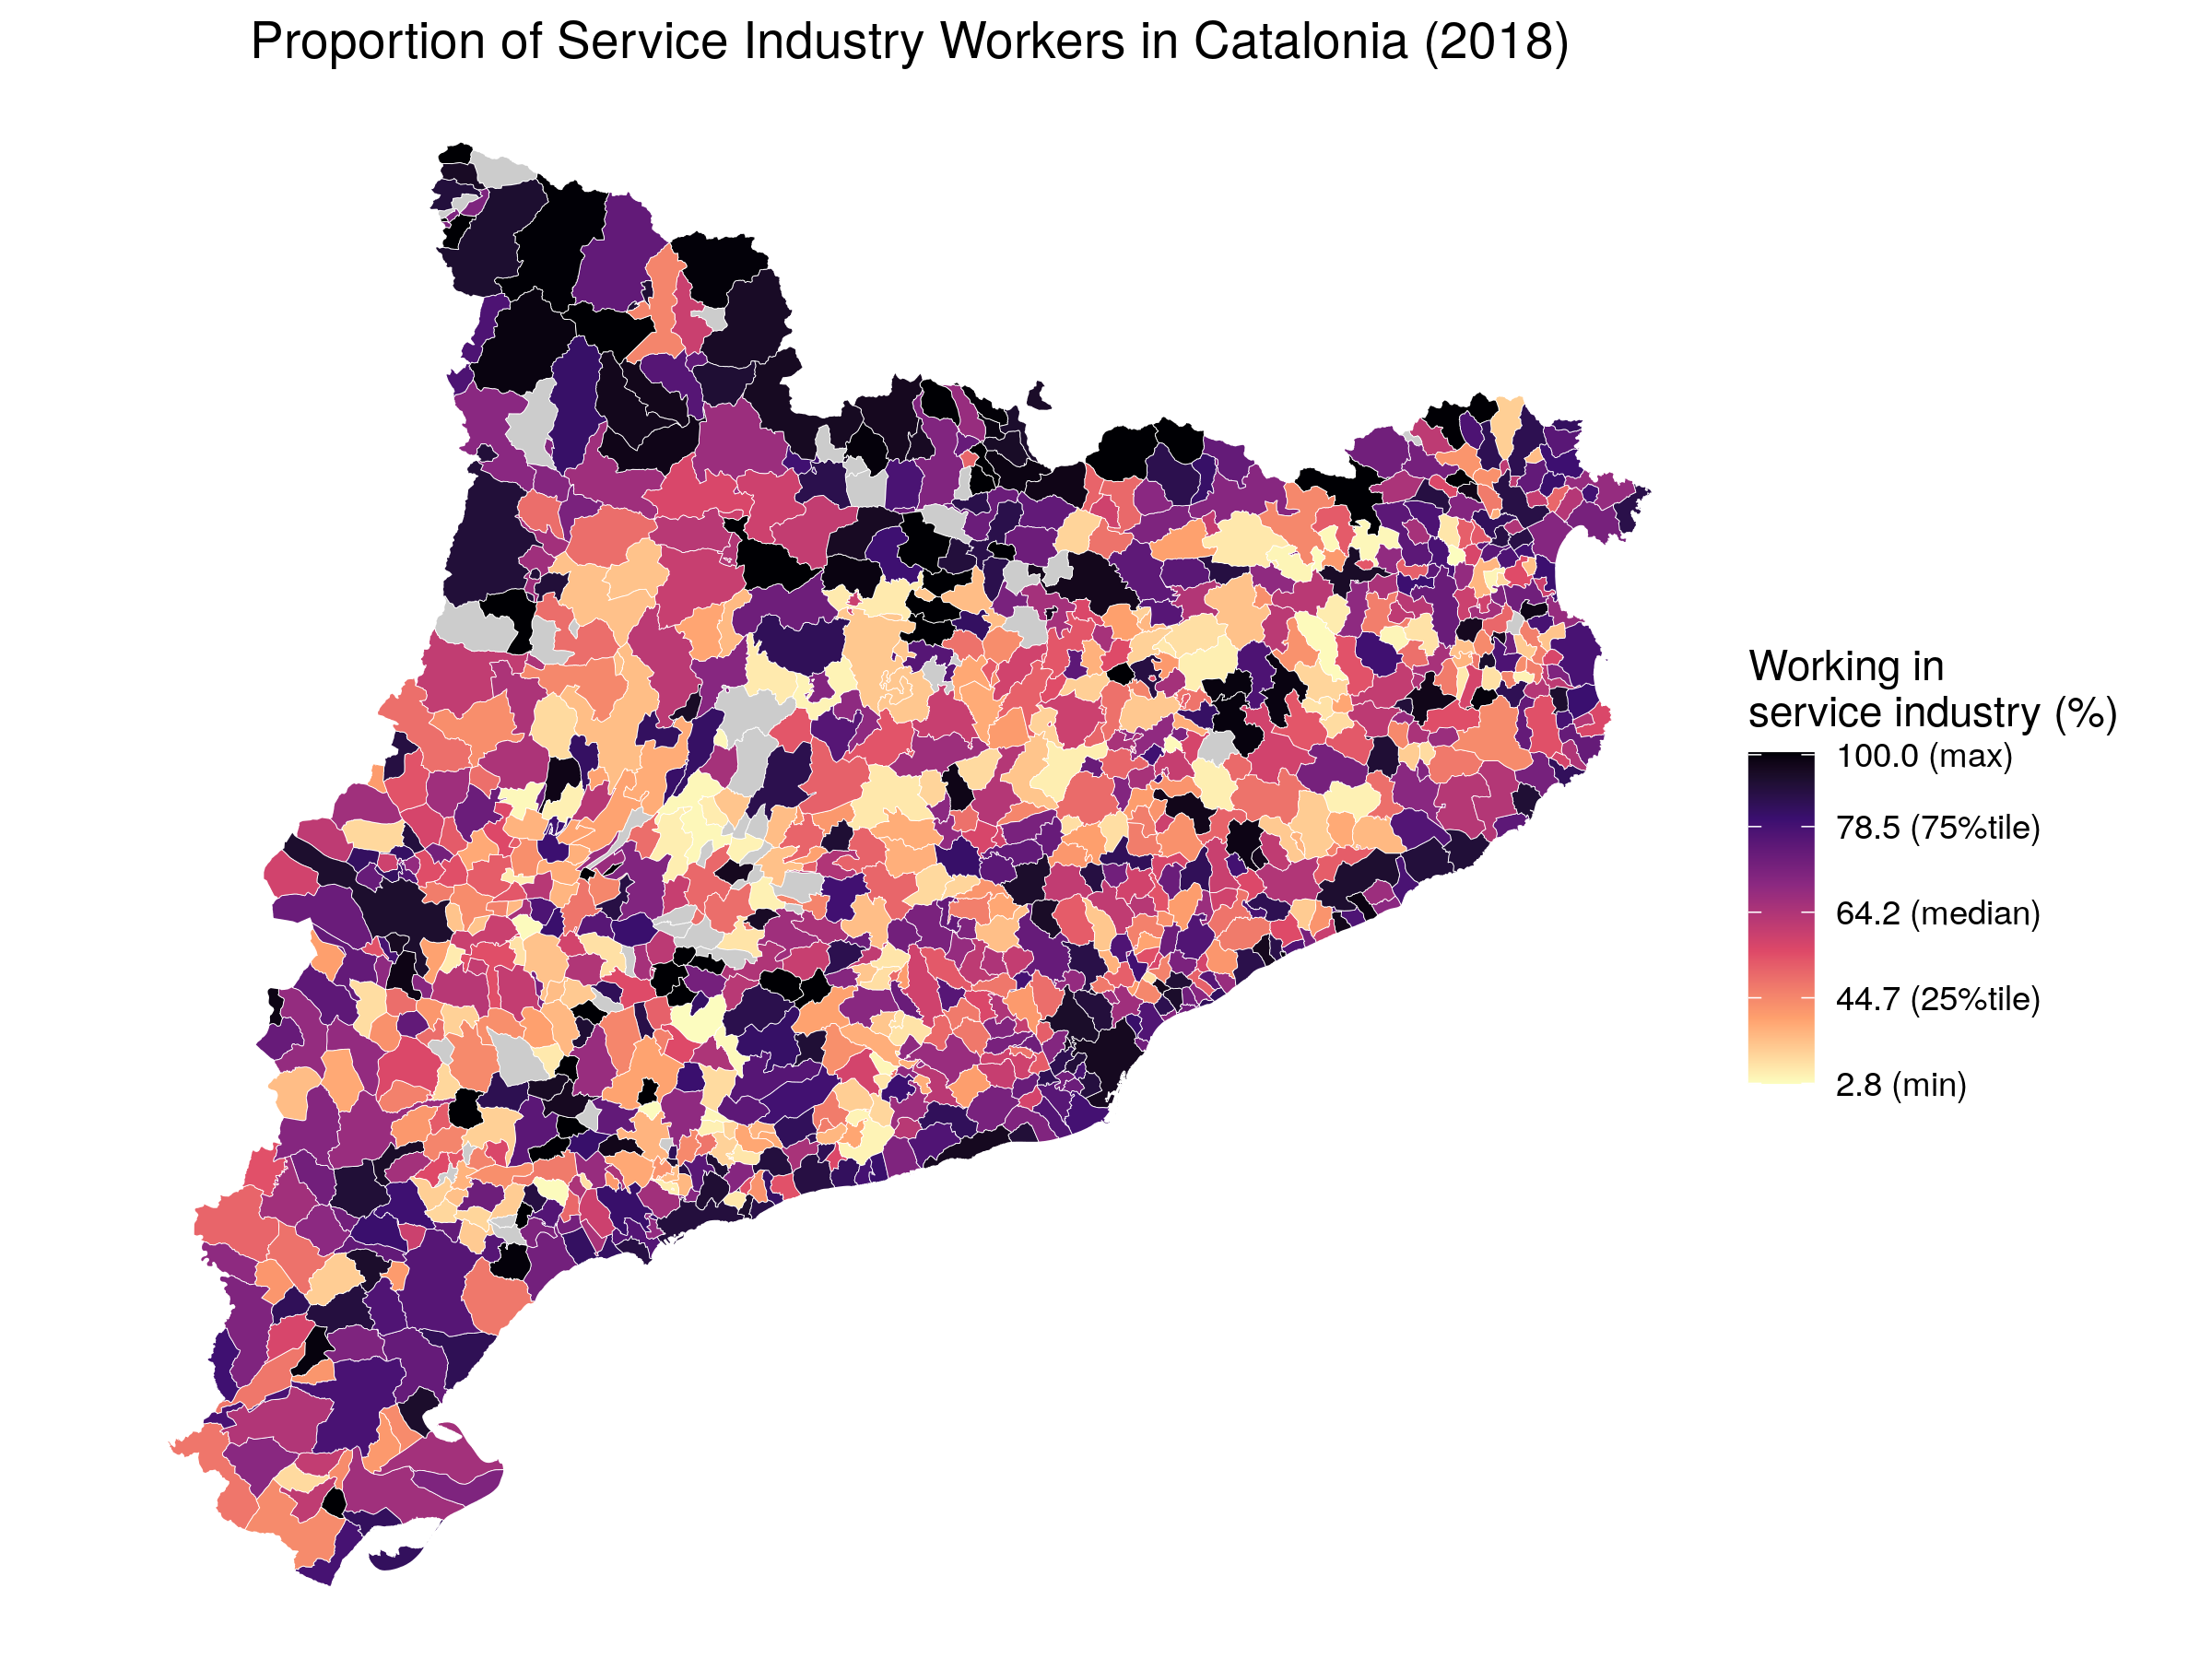 Proportion of Service Industry Workers in Catalonia (2018)
Working in
service industry (%)
100.0 (max)
78.5 (75%tile)
64.2 (median)
44.7 (25%tile)
2.8 (min)